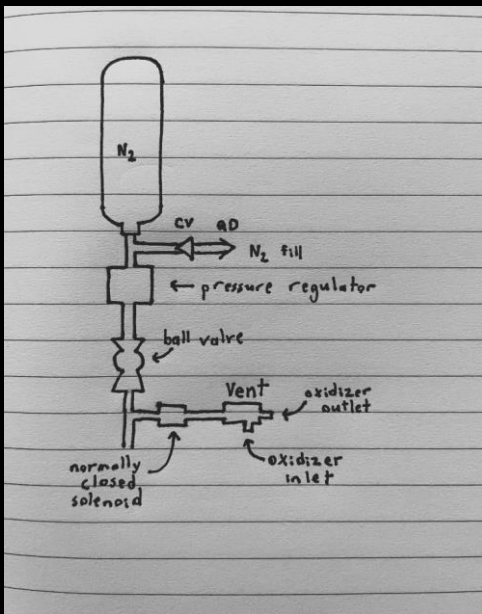 N2
CV QD
N2 fill
← pressure regulator
ball valve
Vent
oxidizer
outlet
normally
closed
solenoid
oxidizer
inlet